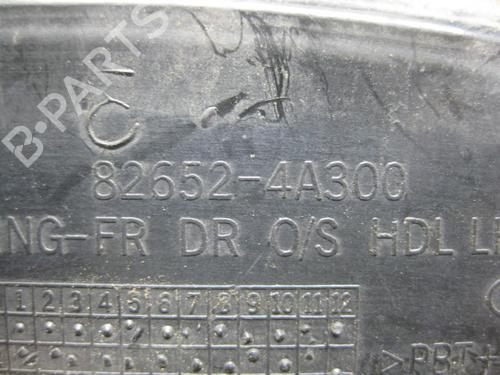 B-PARTS
C
82652-4A300
NG-FR DR O/S HDL L
1 2 3 4 5 6 7 8 9 10 11 12
>PBT+